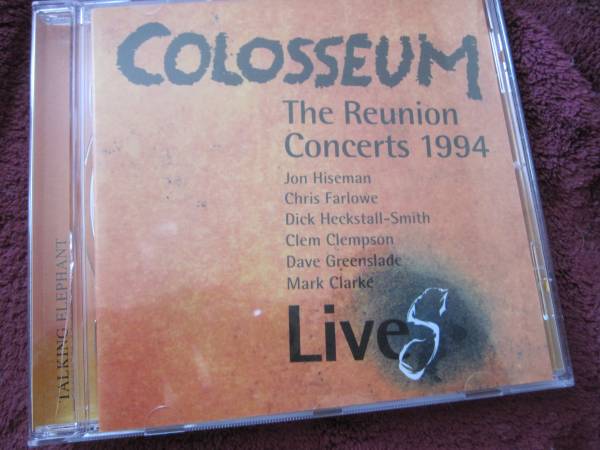 COLOSSEUM
The Reunion
Concerts 1994
Jon Hiseman
Chris Farlowe
Dick Heckstall-Smith
Clem Clempson
Dave Greenslade
Mark Clarke
LiveS
TALKING ELEPHANT